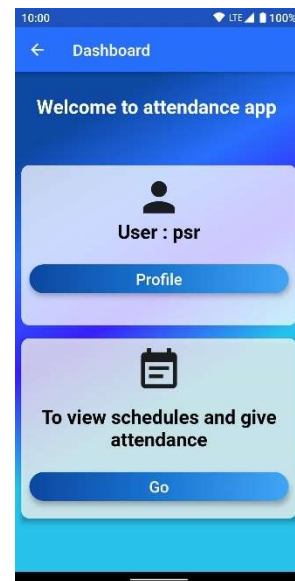 10:00 LTE 100%
Dashboard
Welcome to attendance app
User : psr
Profile
To view schedules and give
attendance
Go